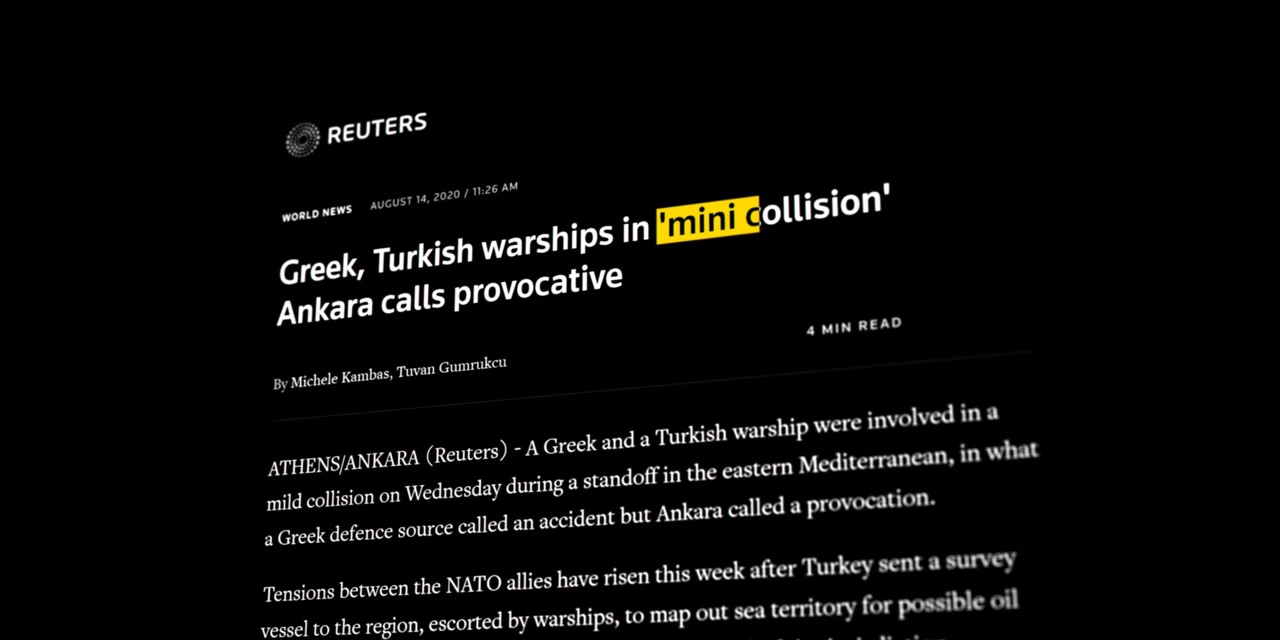 REUTERS
WORLD NEWS AUGUST 14, 2020 / 11:26 AM
Greek, Turkish warships in 'mini collision'
Ankara calls provocative
4 MIN READ
By Michele Kambas, Tuvan Gumrukcu
ATHENS/ANKARA (Reuters) - A Greek and a Turkish warship were involved in a
mild collision on Wednesday during a standoff in the eastern Mediterranean, in what
a Greek defence source called an accident but Ankara called a provocation.
Tensions between the NATO allies have risen this week after Turkey sent a survey
vessel to the region, escorted by warships, to map out sea territory for possible oil